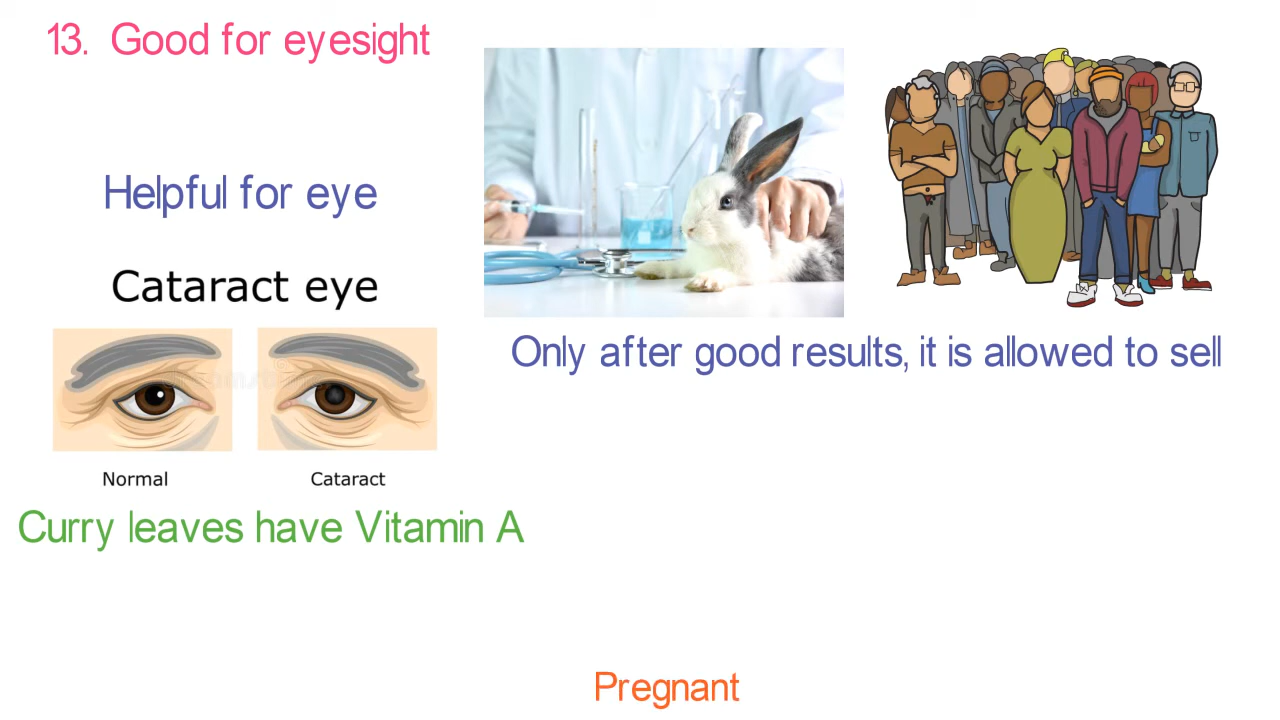 13. Good for eyesight
Helpful for eye
Cataract eye
Normal
Cataract
Curry leaves have Vitamin A
Only after good results, it is allowed to sell
Pregnant